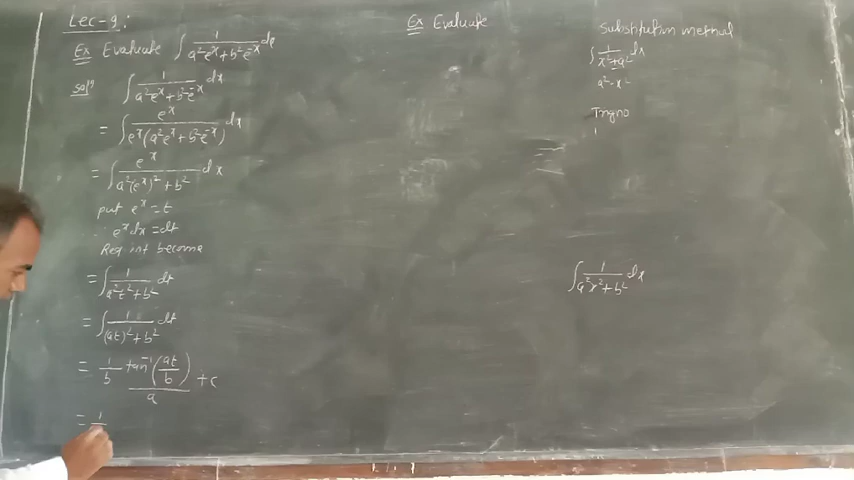 Lec-9:
Ex Evaluate ∫ 1/(a²eˣ+b²e⁻ˣ) dx
Solⁿ ∫ 1/(a²eˣ+b²e⁻ˣ) dx
= ∫ eˣ/(eˣ(a²eˣ+b²e⁻ˣ)) dx
= ∫ eˣ/(a²(eˣ)²+b²) dx
put eˣ=t
∴ eˣdx=dt
Req int become
= ∫ 1/(a²t²+b²) dt
= ∫ 1/((at)²+b²) dt
= 1/b tan⁻¹(at/b)/a +c
= 1
Ex Evaluate
Substitution method
∫ 1/(x²+a²) dx
a²-x²
Trigno
∫ 1/(a²x²+b²) dx